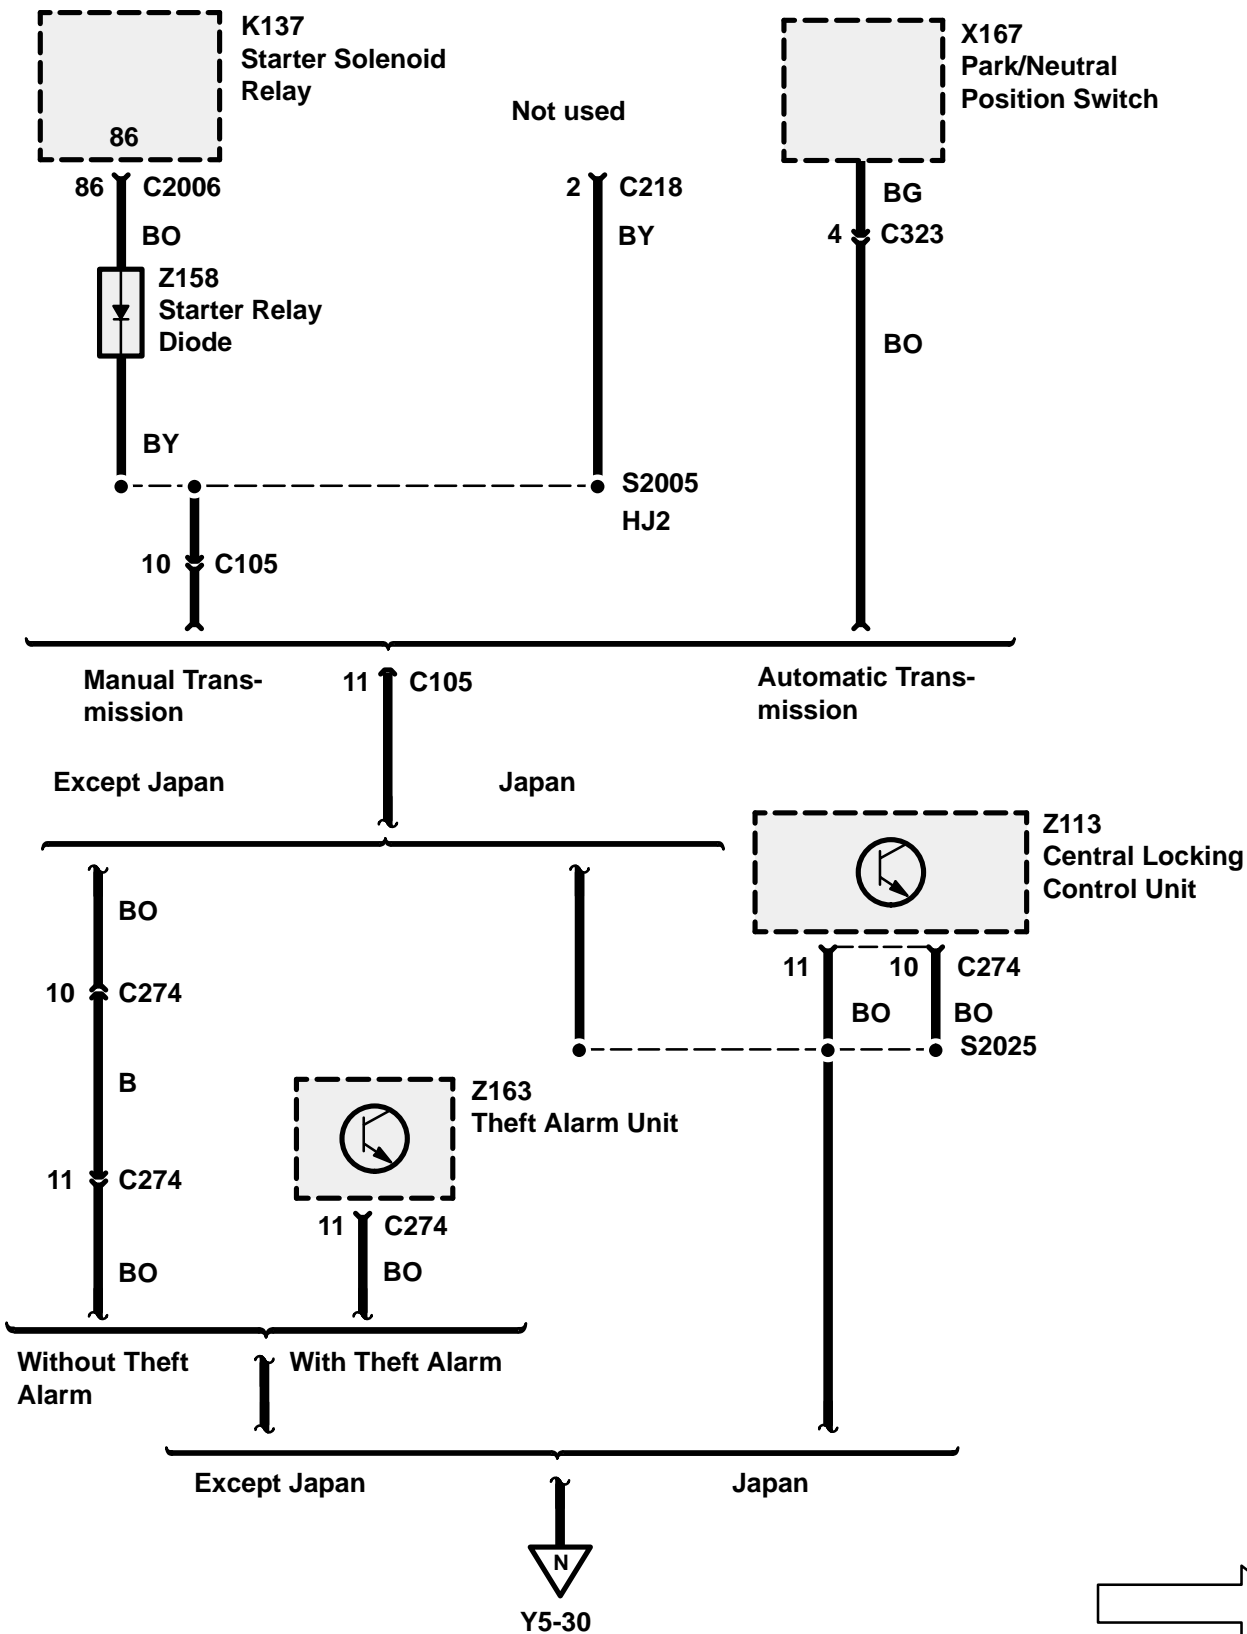 K137
Starter Solenoid
Relay
86
X167
Park/Neutral
Position Switch
Not used
86 C2006
2 C218
BG
BO
BY
4 C323
Z158
Starter Relay
Diode
BO
BY
S2005
HJ2
10 C105
Manual Trans-
mission
11 C105
Automatic Trans-
mission
Except Japan
Japan
Z113
Central Locking
Control Unit
BO
11
10 C274
10 C274
BO
BO
S2025
B
Z163
Theft Alarm Unit
11 C274
11 C274
BO
BO
Without Theft
Alarm
With Theft Alarm
Except Japan
Japan
N
Y5-30